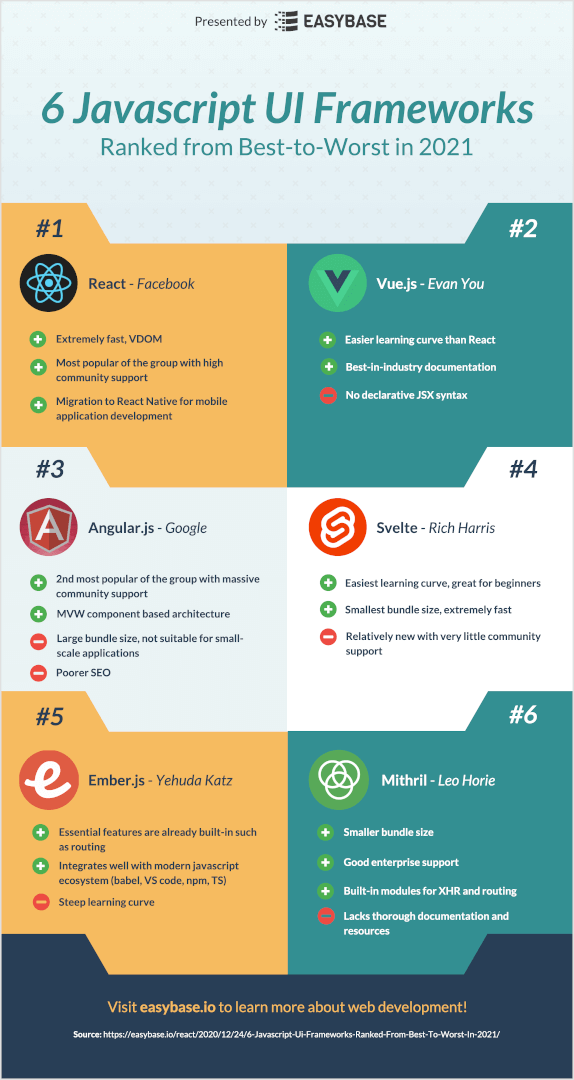 Presented by EASYBASE
6 Javascript UI Frameworks
Ranked from Best-to-Worst in 2021
#1
React - Facebook
Extremely fast, VDOM
Most popular of the group with high
community support
Migration to React Native for mobile
application development
#2
Vue.js - Evan You
Easier learning curve than React
Best-in-industry documentation
No declarative JSX syntax
#3
Angular.js - Google
2nd most popular of the group with massive
community support
MVW component based architecture
Large bundle size, not suitable for small-
scale applications
Poorer SEO
#4
Svelte - Rich Harris
Easiest learning curve, great for beginners
Smallest bundle size, extremely fast
Relatively new with very little community
support
#5
Ember.js - Yehuda Katz
Essential features are already built-in such
as routing
Integrates well with modern javascript
ecosystem (babel, VS code, npm, TS)
Steep learning curve
#6
Mithril - Leo Horie
Smaller bundle size
Good enterprise support
Built-in modules for XHR and routing
Lacks thorough documentation and
resources
Visit easybase.io to learn more about web development!
Source: https://easybase.io/react/2020/12/24/6-Javascript-Ui-Frameworks-Ranked-From-Best-To-Worst-In-2021/